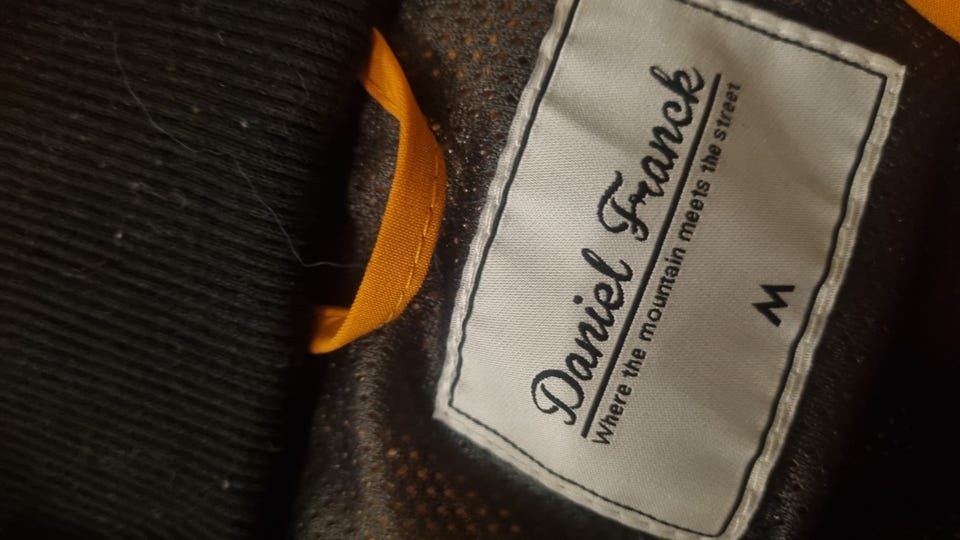 Daniel Franck
Where the mountain meets the street
M